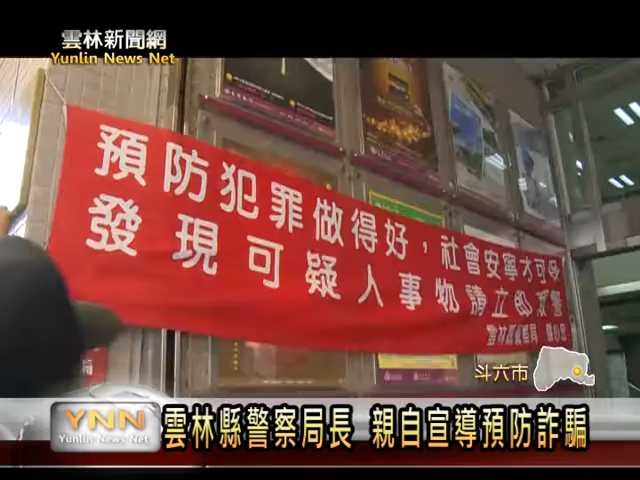 雲林新聞網
Yunlin News Net
預防犯罪做得好，社會安寧才可保
發現可疑人事物請立即報警
斗六市
YNN
Yunlin News Net
雲林縣警察局長 親自宣導預防詐騙